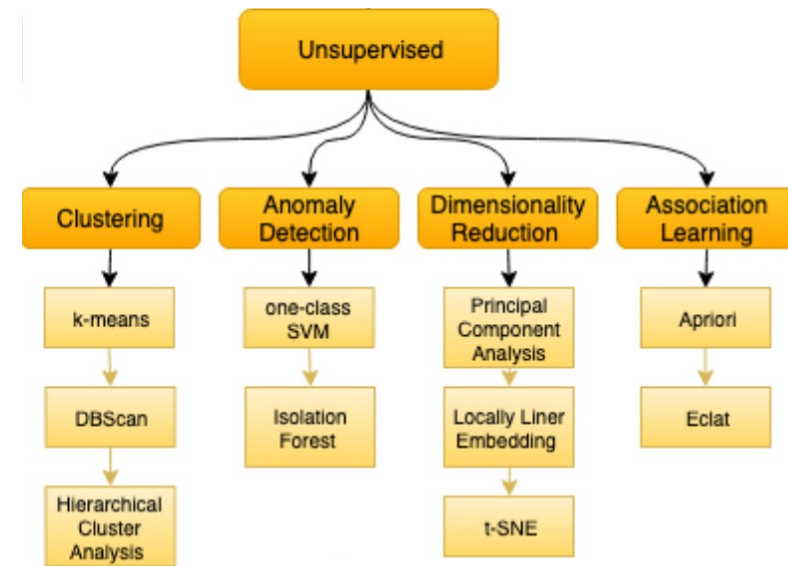 Unsupervised
Clustering
Anomaly
Detection
Dimensionality
Reduction
Association
Learning
k-means
one-class
SVM
Principal
Component
Analysis
Apriori
DBScan
Isolation
Forest
Locally Liner
Embedding
Eclat
Hierarchical
Cluster
Analysis
t-SNE